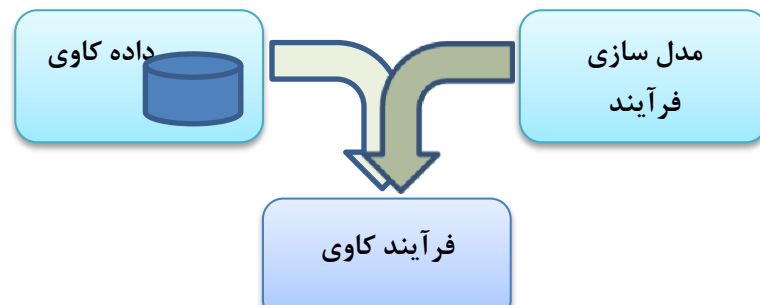 مدل سازی
فرآیند
داده کاوی
فرآیند کاوی